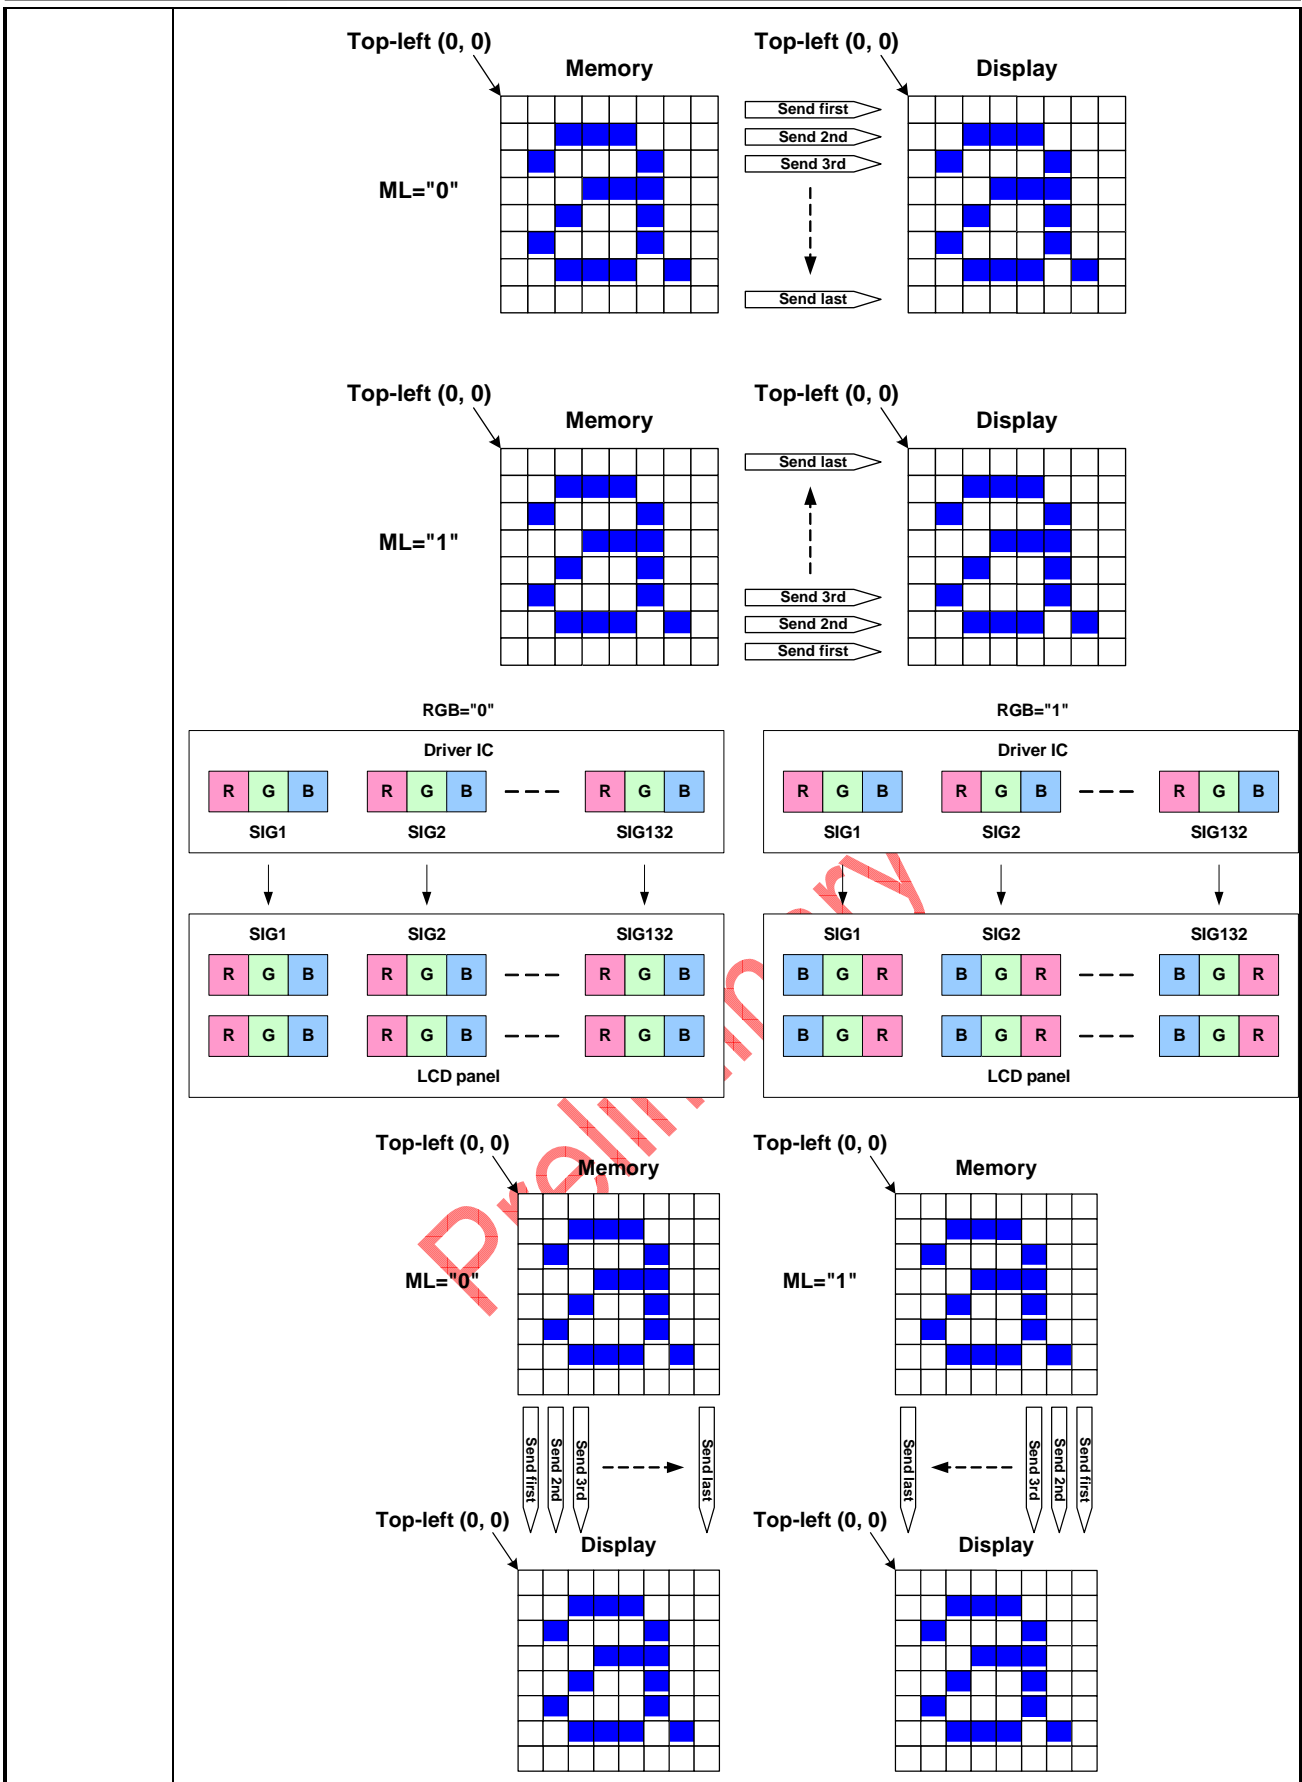 Top-left (0, 0) Top-left (0, 0)
Memory Display
Send first
Send 2nd
Send 3rd
ML="0"
Send last
Top-left (0, 0) Top-left (0, 0)
Memory Display
Send last
ML="1"
Send 3rd
Send 2nd
Send first
RGB="0" RGB="1"
Driver IC Driver IC
R G B R G B R G B R G B R G B R G B
SIG1 SIG2 SIG132 SIG1 SIG2 SIG132
SIG1 SIG2 SIG132 SIG1 SIG2 SIG132
R G B R G B R G B B G R B G R B G R
R G B R G B R G B B G R B G R B G R
LCD panel LCD panel
Preliminary
Top-left (0, 0) Top-left (0, 0)
Memory Memory
ML="0" ML="1"
Send first Send 2nd Send 3rd Send last Send last Send 3rd Send 2nd Send first
Top-left (0, 0) Top-left (0, 0)
Display Display